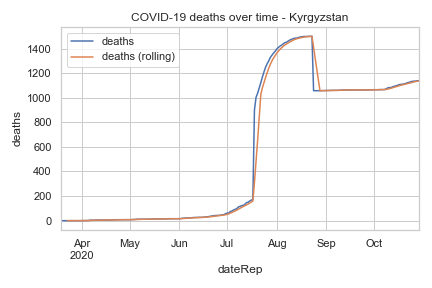 COVID-19 deaths over time - Kyrgyzstan
deaths
deaths (rolling)
1400
1200
1000
800
600
400
200
0
deaths
Apr May Jun Jul Aug Sep Oct
2020
dateRep